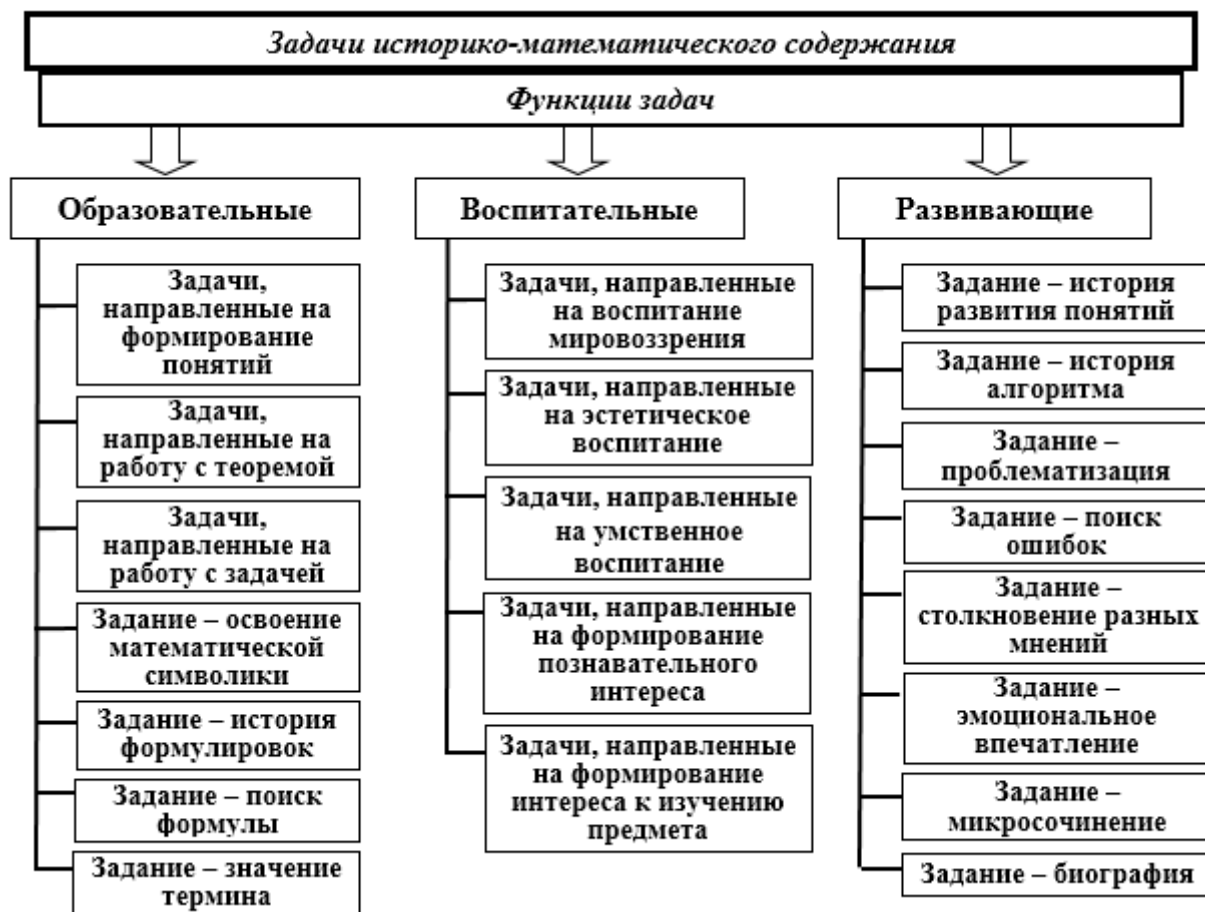 Задачи историко-математического содержания
Функции задач
Образовательные
Задачи,
направленные на
формирование
понятий
Задачи,
направленные на
работу с теоремой
Задачи,
направленные на
работу с задачей
Задание – освоение
математической
символики
Задание – история
формулировок
Задание – поиск
формулы
Задание – значение
термина
Воспитательные
Задачи, направленные
на воспитание
мировоззрения
Задачи, направленные
на эстетическое
воспитание
Задачи, направленные
на умственное
воспитание
Задачи, направленные
на формирование
познавательного
интереса
Задачи, направленные
на формирование
интереса к изучению
предмета
Развивающие
Задание – история
развития понятий
Задание – история
алгоритма
Задание –
проблематизация
Задание – поиск
ошибок
Задание –
столкновение разных
мнений
Задание –
эмоциональное
впечатление
Задание –
микросочинение
Задание – биография